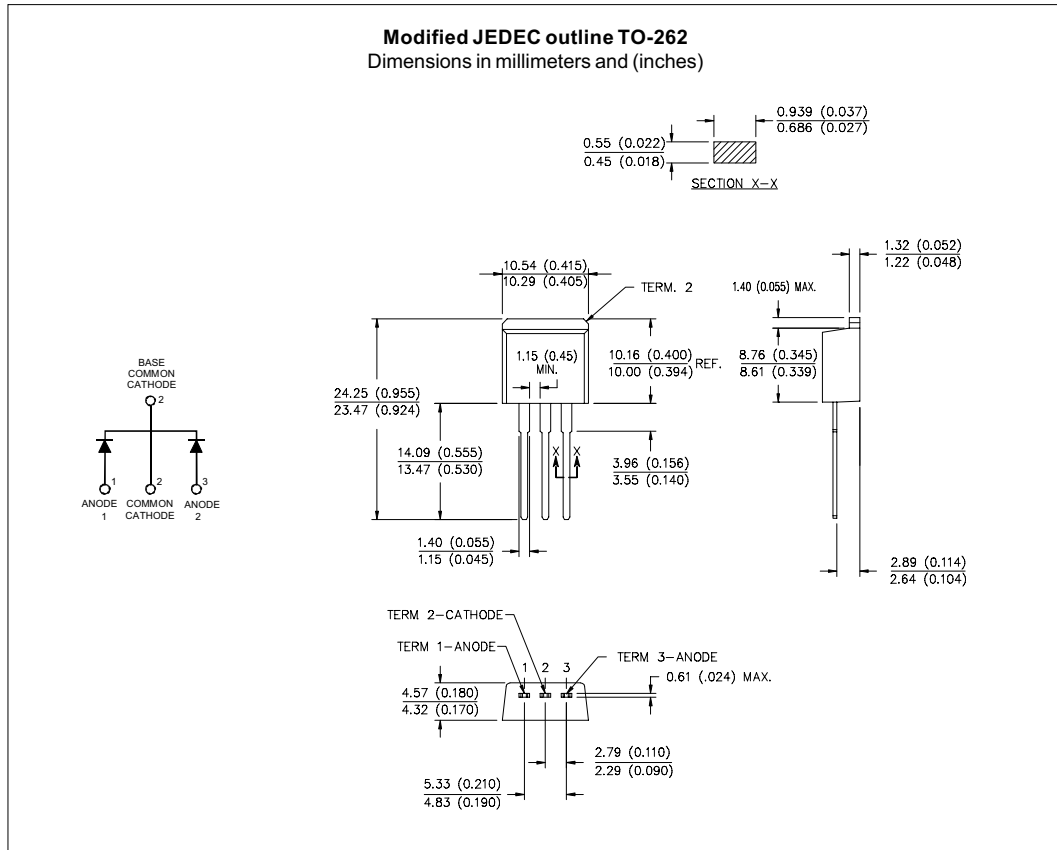 Modified JEDEC outline TO-262
Dimensions in millimeters and (inches)
0.939 (0.037)
0.686 (0.027)
0.55 (0.022)
0.45 (0.018)
SECTION X-X
1.32 (0.052)
1.22 (0.048)
10.54 (0.415)
10.29 (0.405)
TERM. 2
1.40 (0.055) MAX.
1.15 (0.45)
MIN.
10.16 (0.400)
10.00 (0.394)
REF.
8.76 (0.345)
8.61 (0.339)
BASE
COMMON
CATHODE
2
24.25 (0.955)
23.47 (0.924)
14.09 (0.555)
13.47 (0.530)
X X
3.96 (0.156)
3.55 (0.140)
1 2 3
ANODE COMMON ANODE
1 CATHODE 2
1.40 (0.055)
1.15 (0.045)
2.89 (0.114)
2.64 (0.104)
TERM 2-CATHODE
TERM 1-ANODE
TERM 3-ANODE
1 2 3
0.61 (.024) MAX.
4.57 (0.180)
4.32 (0.170)
2.79 (0.110)
2.29 (0.090)
5.33 (0.210)
4.83 (0.190)